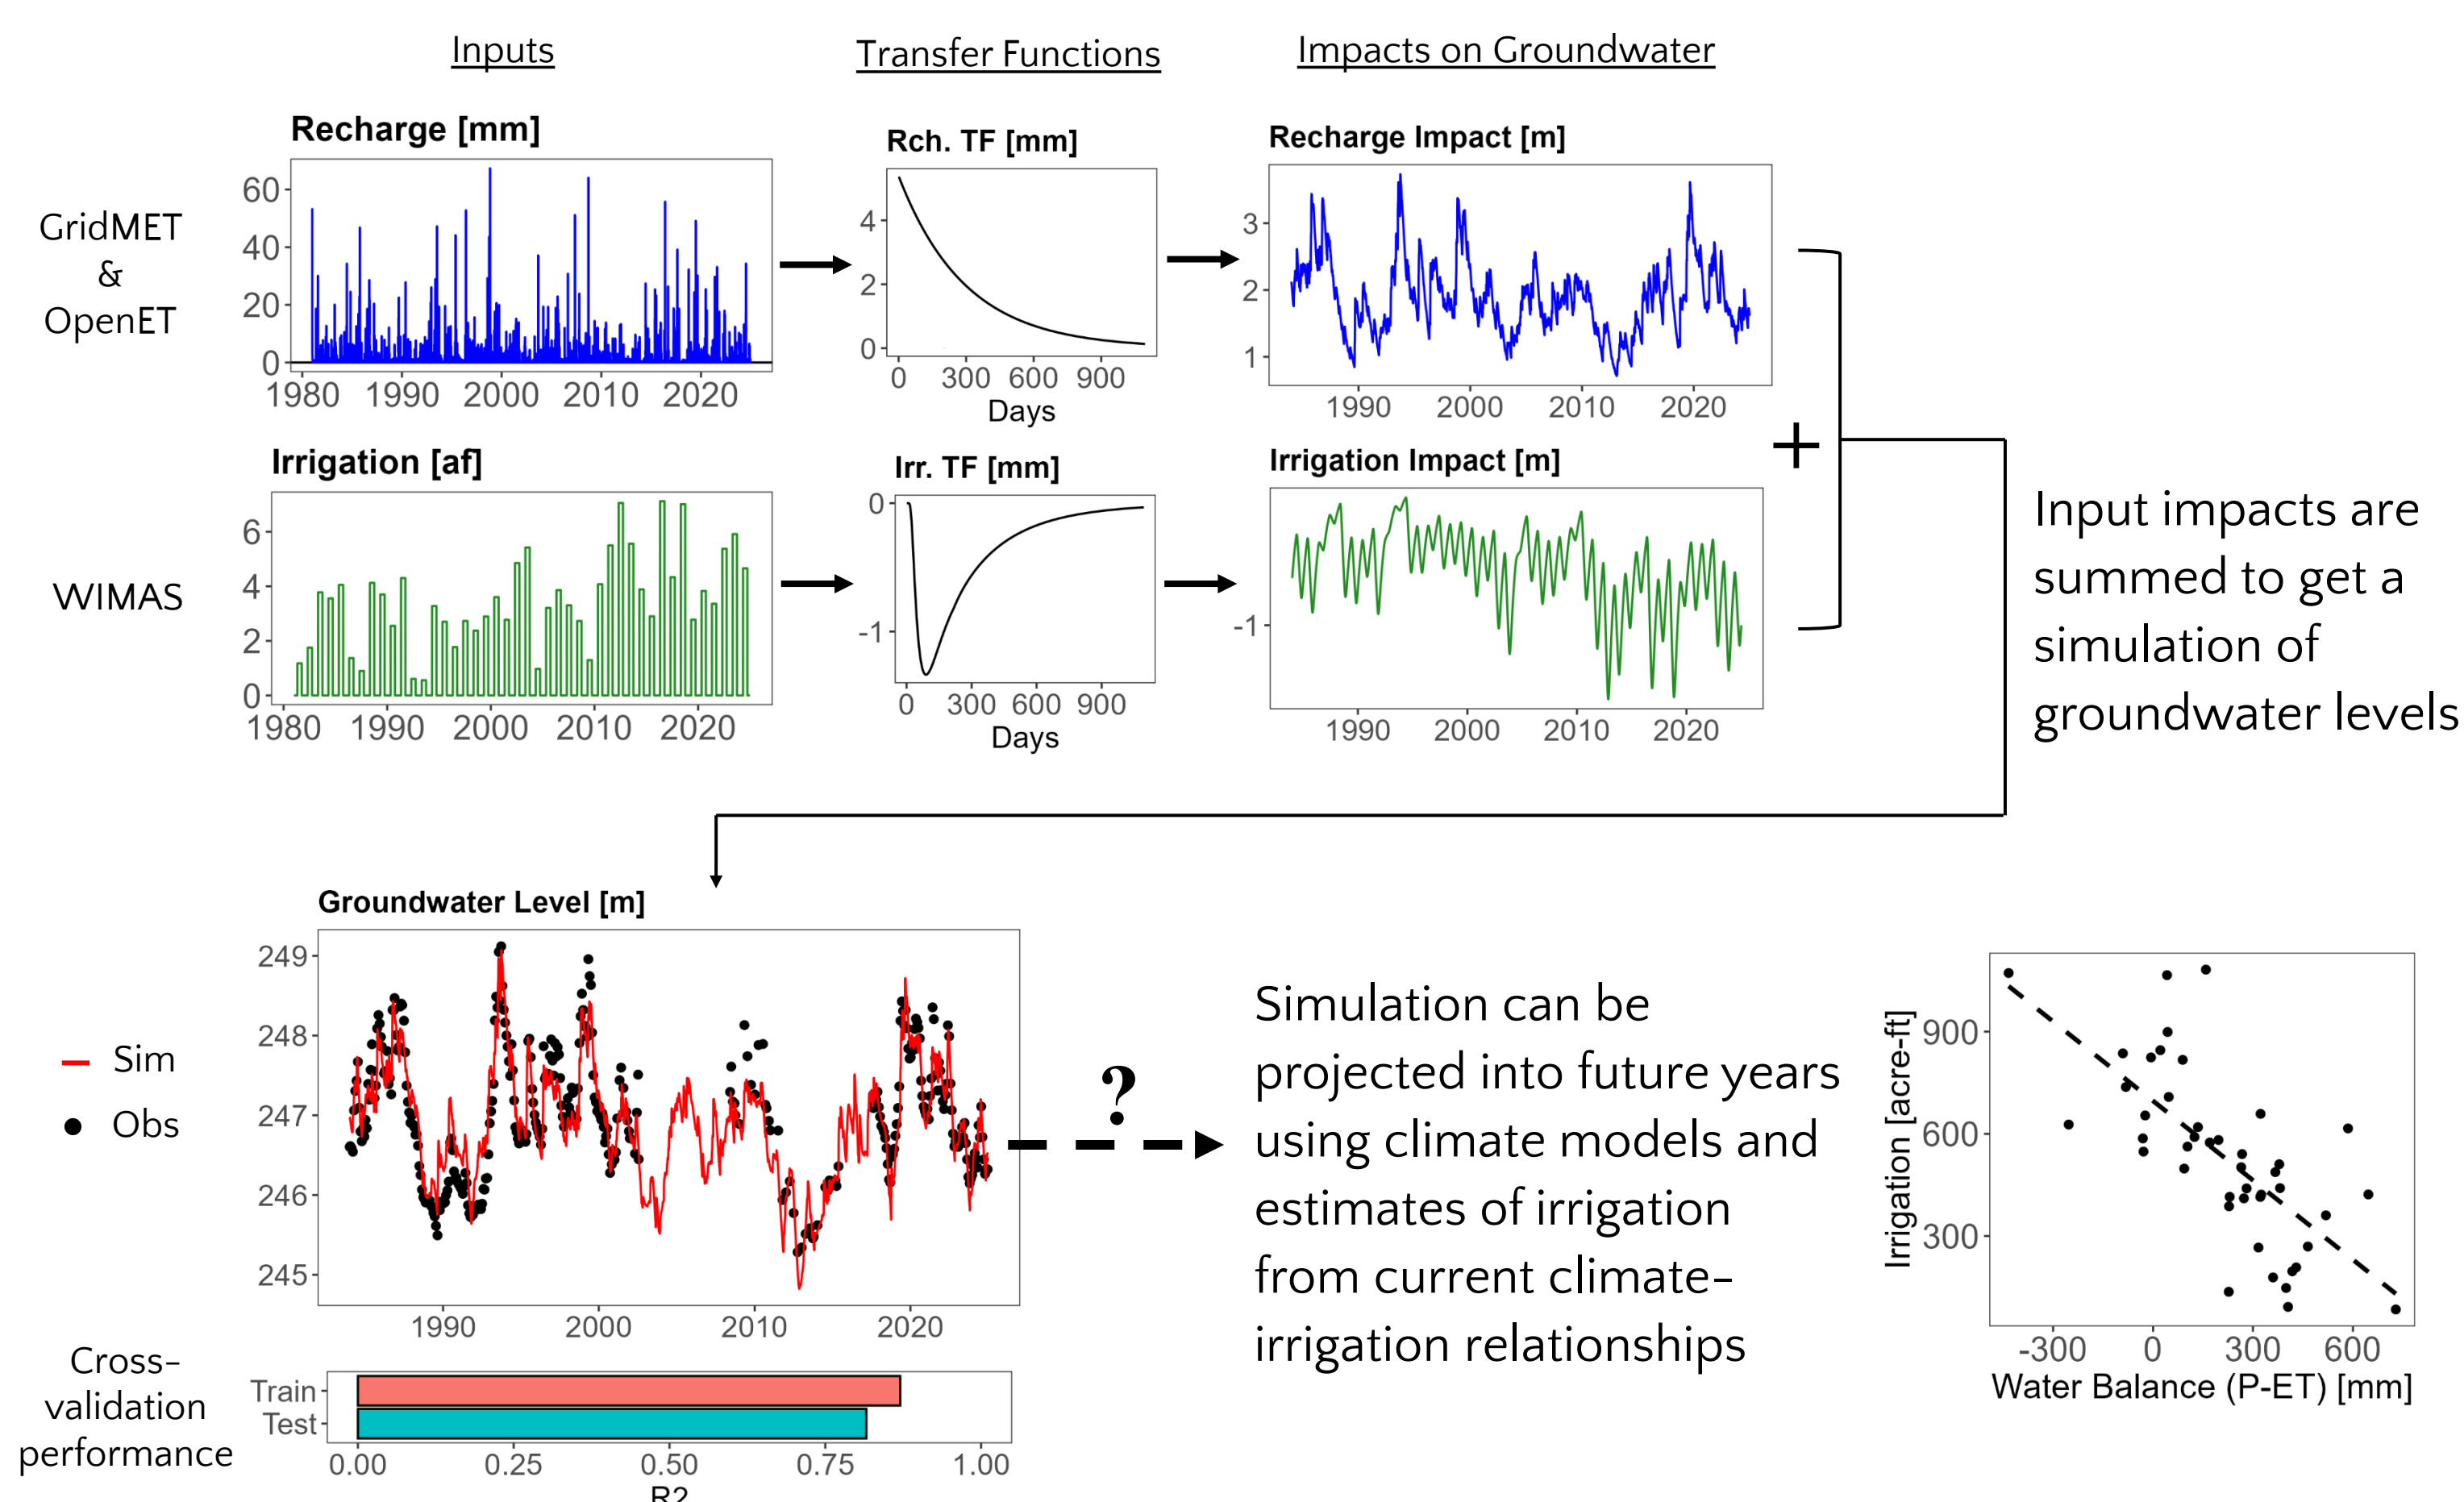 Inputs
Transfer Functions
Impacts on Groundwater
GridMET
&
OpenET
Recharge [mm]
60
40
20
0
1980 1990 2000 2010 2020
Rch. TF [mm]
4
2
0
0 300 600 900
Days
Recharge Impact [m]
3
2
1
1990 2000 2010 2020
WIMAS
Irrigation [af]
6
4
2
0
1980 1990 2000 2010 2020
Irr. TF [mm]
0
-1
0 300 600 900
Days
Irrigation Impact [m]
-1
1990 2000 2010 2020
+
Input impacts are
summed to get a
simulation of
groundwater levels
Groundwater Level [m]
Sim
Obs
249
248
247
246
245
1990 2000 2010 2020
Cross-
validation
performance
Train
Test
0.00 0.25 0.50 0.75 1.00
R2
?
Simulation can be
projected into future years
using climate models and
estimates of irrigation
from current climate-
irrigation relationships
Irrigation [acre-ft]
900
600
300
-300 0 300 600
Water Balance (P-ET) [mm]